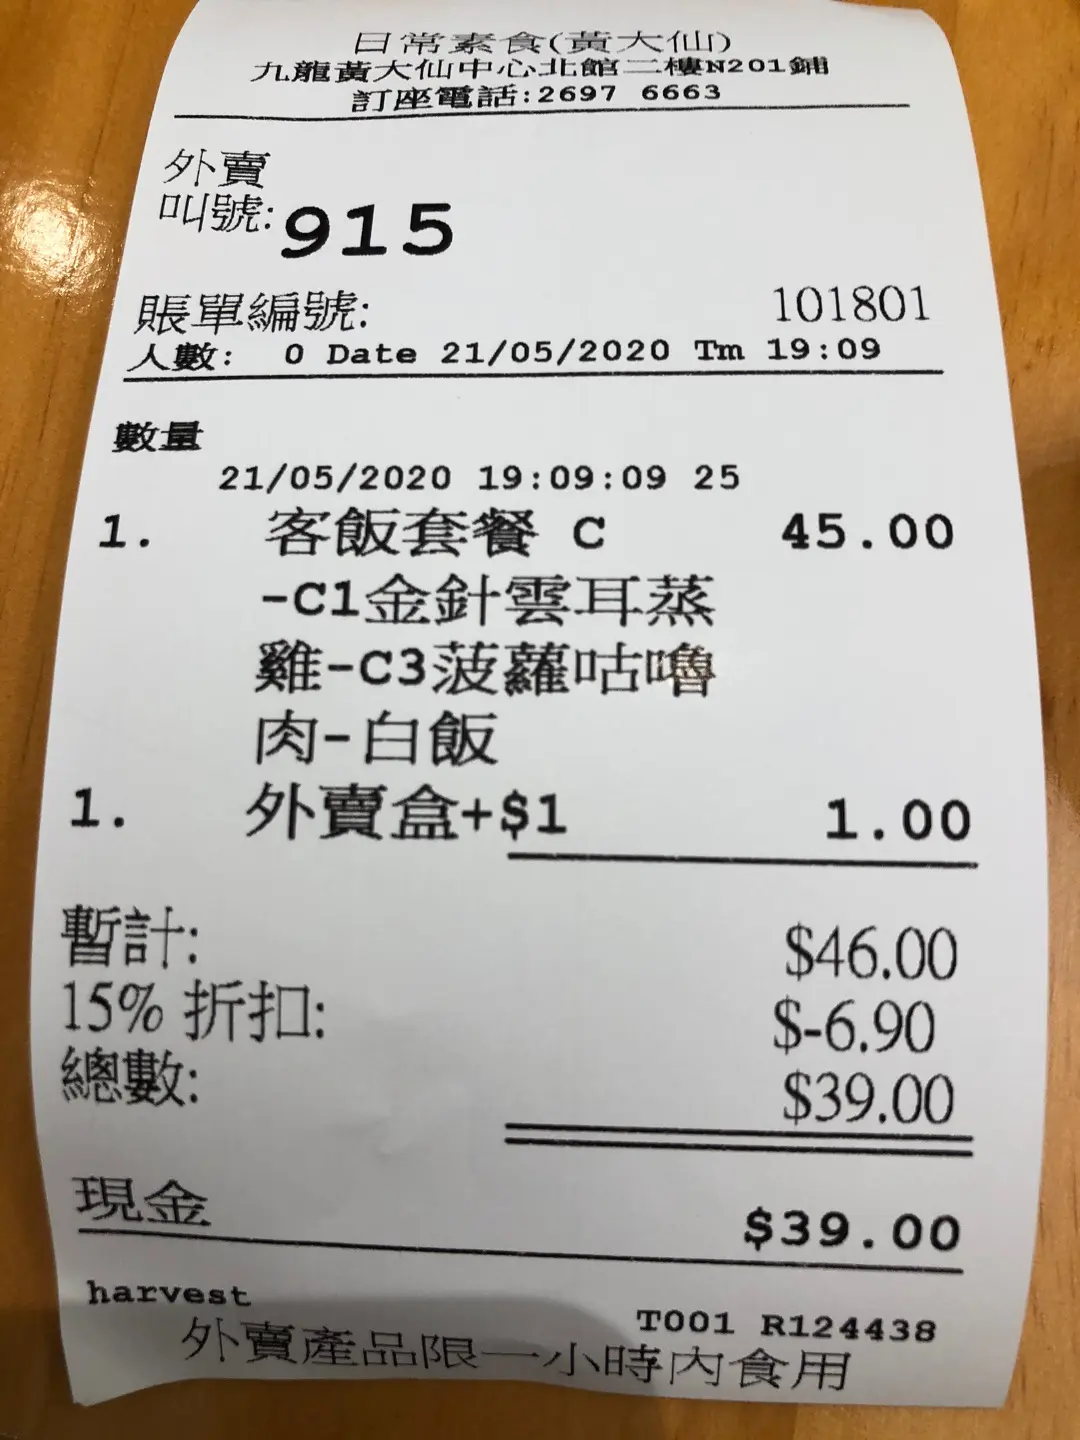 日常素食(黃大仙)
九龍黃大仙中心北館二樓N201鋪
訂座電話:2697 6663
外賣
叫號:915
賬單編號: 101801
人數: 0 Date 21/05/2020 Tm 19:09
數量
21/05/2020 19:09:09 25
1. 客飯套餐 C 45.00
-C1金針雲耳蒸
雞-C3菠蘿咕嚕
肉-白飯
1. 外賣盒+$1 1.00
暫計: $46.00
15% 折扣: $-6.90
總數: $39.00
現金 $39.00
harvest
T001 R124438
外賣產品限一小時內食用